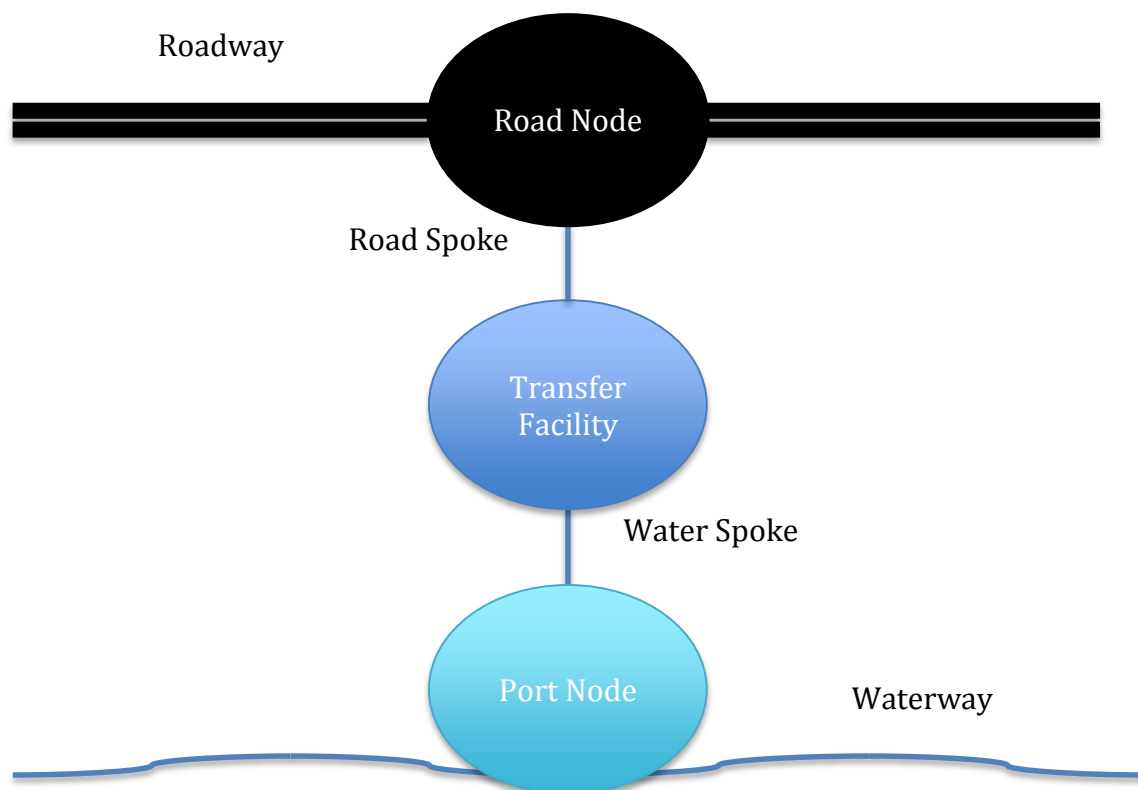 Roadway
Road Node
Road Spoke
Transfer
Facility
Water Spoke
Port Node
Waterway